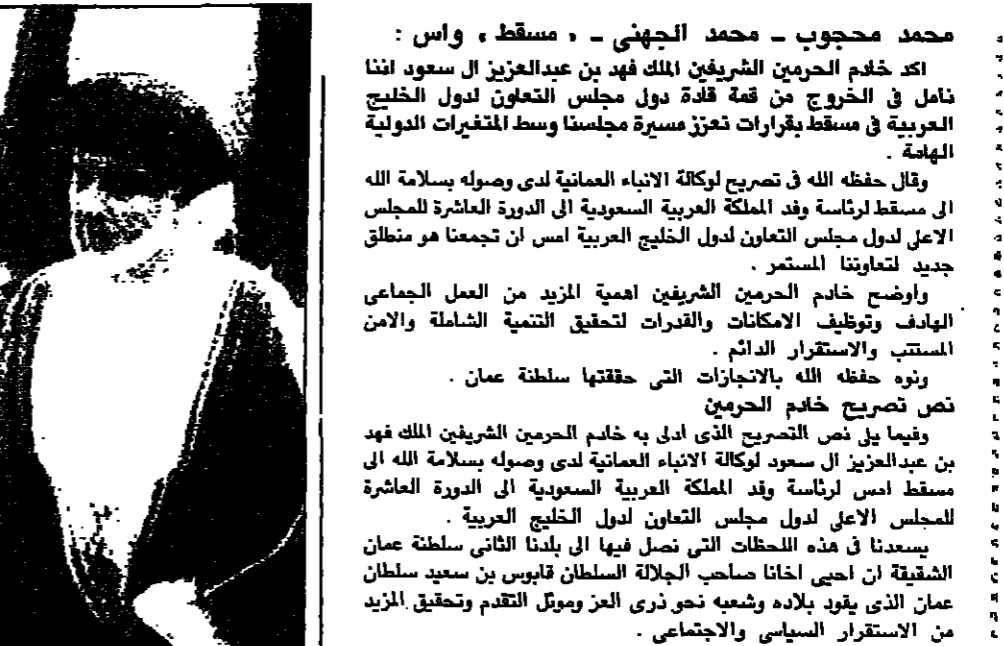 محمد محجوب ـ محمد الجهني ـ « مسقط » واس :
اكد خادم الحرمين الشريفين الملك فهد بن عبدالعزيز ال سعود اننا
نامل في الخروج من قمة قادة دول مجلس التعاون لدول الخليج
العربية في مسقط بقرارات تعزز مسيرة مجلسنا وسط المتغيرات الدولية
الهامة .
وقال حفظه الله في تصريح لوكالة الانباء العمانية لدى وصوله بسلامة الله
الى مسقط لرئاسة وفد المملكة العربية السعودية الى الدورة العاشرة للمجلس
الاعلى لدول مجلس التعاون لدول الخليج العربية امس ان تجمعنا هو منطلق
جديد لتعاوننا المستمر .
واوضح خادم الحرمين الشريفين اهمية المزيد من العمل الجماعى
الهادف وتوظيف الامكانات والقدرات لتحقيق التنمية الشاملة والامن
المستتب والاستقرار الدائم .
ونوه حفظه الله بالانجازات التى حققتها سلطنة عمان .
نص تصريح خادم الحرمين
وفيما يلى نص التصريح الذى ادلى به خادم الحرمين الشريفين الملك فهد
بن عبدالعزيز ال سعود لوكالة الانباء العمانية لدى وصوله بسلامة الله الى
مسقط امس لرئاسة وفد المملكة العربية السعودية الى الدورة العاشرة
للمجلس الاعلى لدول مجلس التعاون لدول الخليج العربية .
يسعدنا في هذه اللحظات التى نصل فيها الى بلدنا الثانى سلطنة عمان
الشقيقة ان احيى اخانا صاحب الجلالة السلطان قابوس بن سعيد سلطان
عمان الذى يقود بلاده وشعبه نحو ذرى العز وموئل التقدم وتحقيق المزيد
من الاستقرار السياسى والاجتماعى .